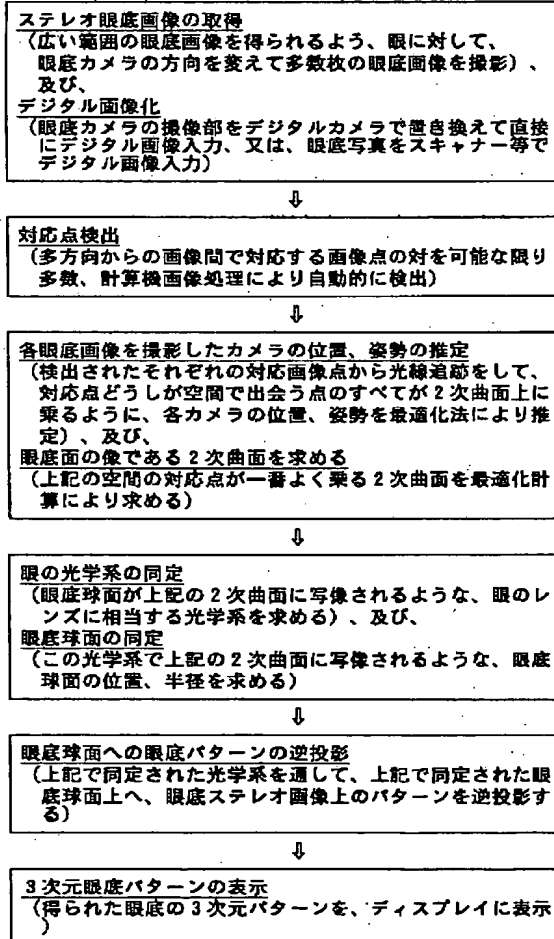 ステレオ眼底画像の取得
(広い範囲の眼底画像を得られるよう、眼に対して、
眼底カメラの方向を変えて多数枚の眼底画像を撮影)、
及び、
デジタル画像化
(眼底カメラの撮像部をデジタルカメラで置き換えて直接
にデジタル画像入力、又は、眼底写真をスキャナー等で
デジタル画像入力)
⇩
対応点検出
(多方向からの画像間で対応する画像点の対を可能な限り
多数、計算機画像処理により自動的に検出)
⇩
各眼底画像を撮影したカメラの位置、姿勢の推定
(検出されたそれぞれの対応画像点から光線追跡をして、
対応点どうしが空間で出会う点のすべてが2次曲面上に
乗るように、各カメラの位置、姿勢を最適化法により推
定)、及び、
眼底面の像である2次曲面を求める
(上記の空間の対応点が一番よく乗る2次曲面を最適化計
算により求める)
⇩
眼の光学系の同定
(眼底球面が上記の2次曲面に写像されるような、眼のレ
ンズに相当する光学系を求める)、及び、
眼底球面の同定
(この光学系で上記の2次曲面に写像されるような、眼底
球面の位置、半径を求める)
⇩
眼底球面への眼底パターンの逆投影
(上記で同定された光学系を通して、上記で同定された眼
底球面上へ、眼底ステレオ画像上のパターンを逆投影す
る)
⇩
3次元眼底パターンの表示
(得られた眼底の3次元パターンを、ディスプレイに表示
)